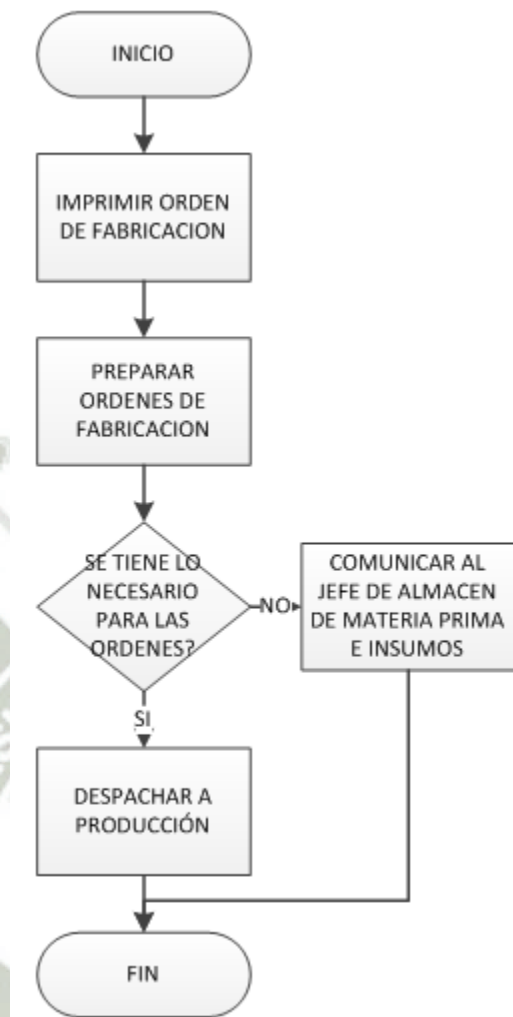 INICIO
IMPRIMIR ORDEN
DE FABRICACION
PREPARAR
ORDENES DE
FABRICACION
SE TIENE LO
NECESARIO
PARA LAS
ORDENES?
NO
COMUNICAR AL
JEFE DE ALMACEN
DE MATERIA PRIMA
E INSUMOS
SI
DESPACHAR A
PRODUCCIÓN
FIN